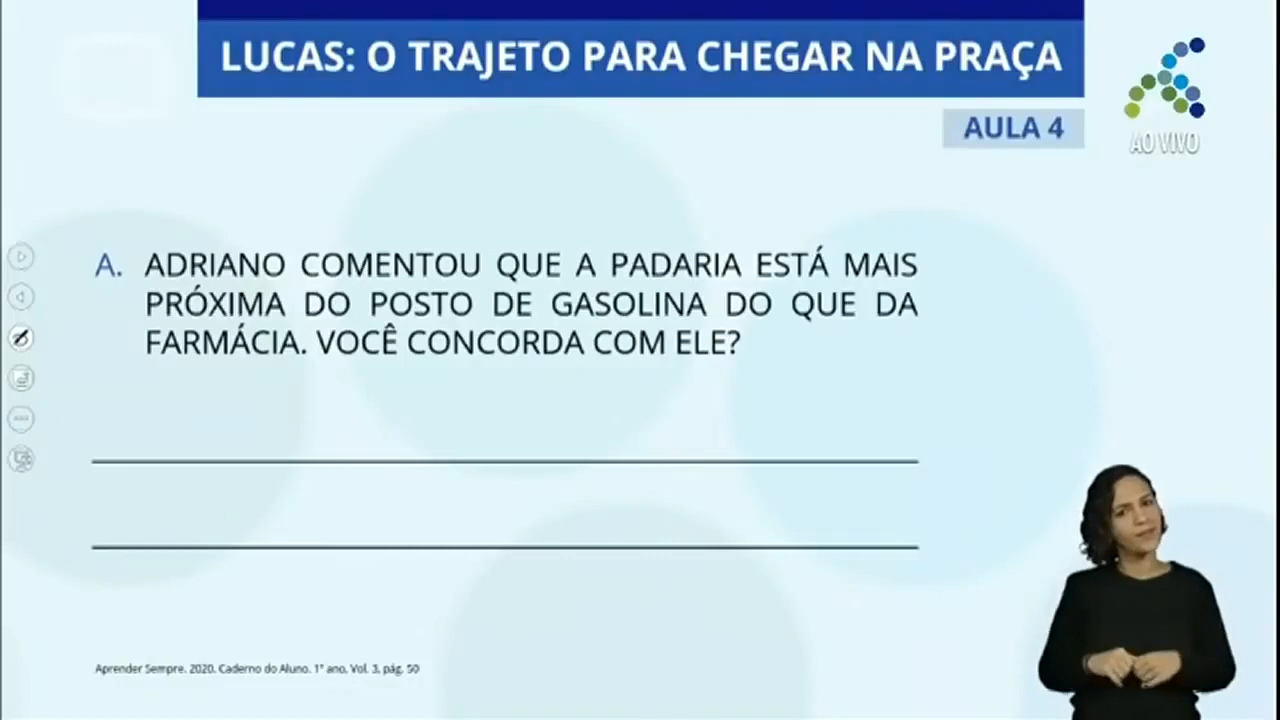 LUCAS: O TRAJETO PARA CHEGAR NA PRAÇA
AULA 4
AO VIVO
A. ADRIANO COMENTOU QUE A PADARIA ESTÁ MAIS
PRÓXIMA DO POSTO DE GASOLINA DO QUE DA
FARMÁCIA. VOCÊ CONCORDA COM ELE?
Aprender Sempre. 2020. Caderno do Aluno. 1º ano, Vol. 3, pág. 50